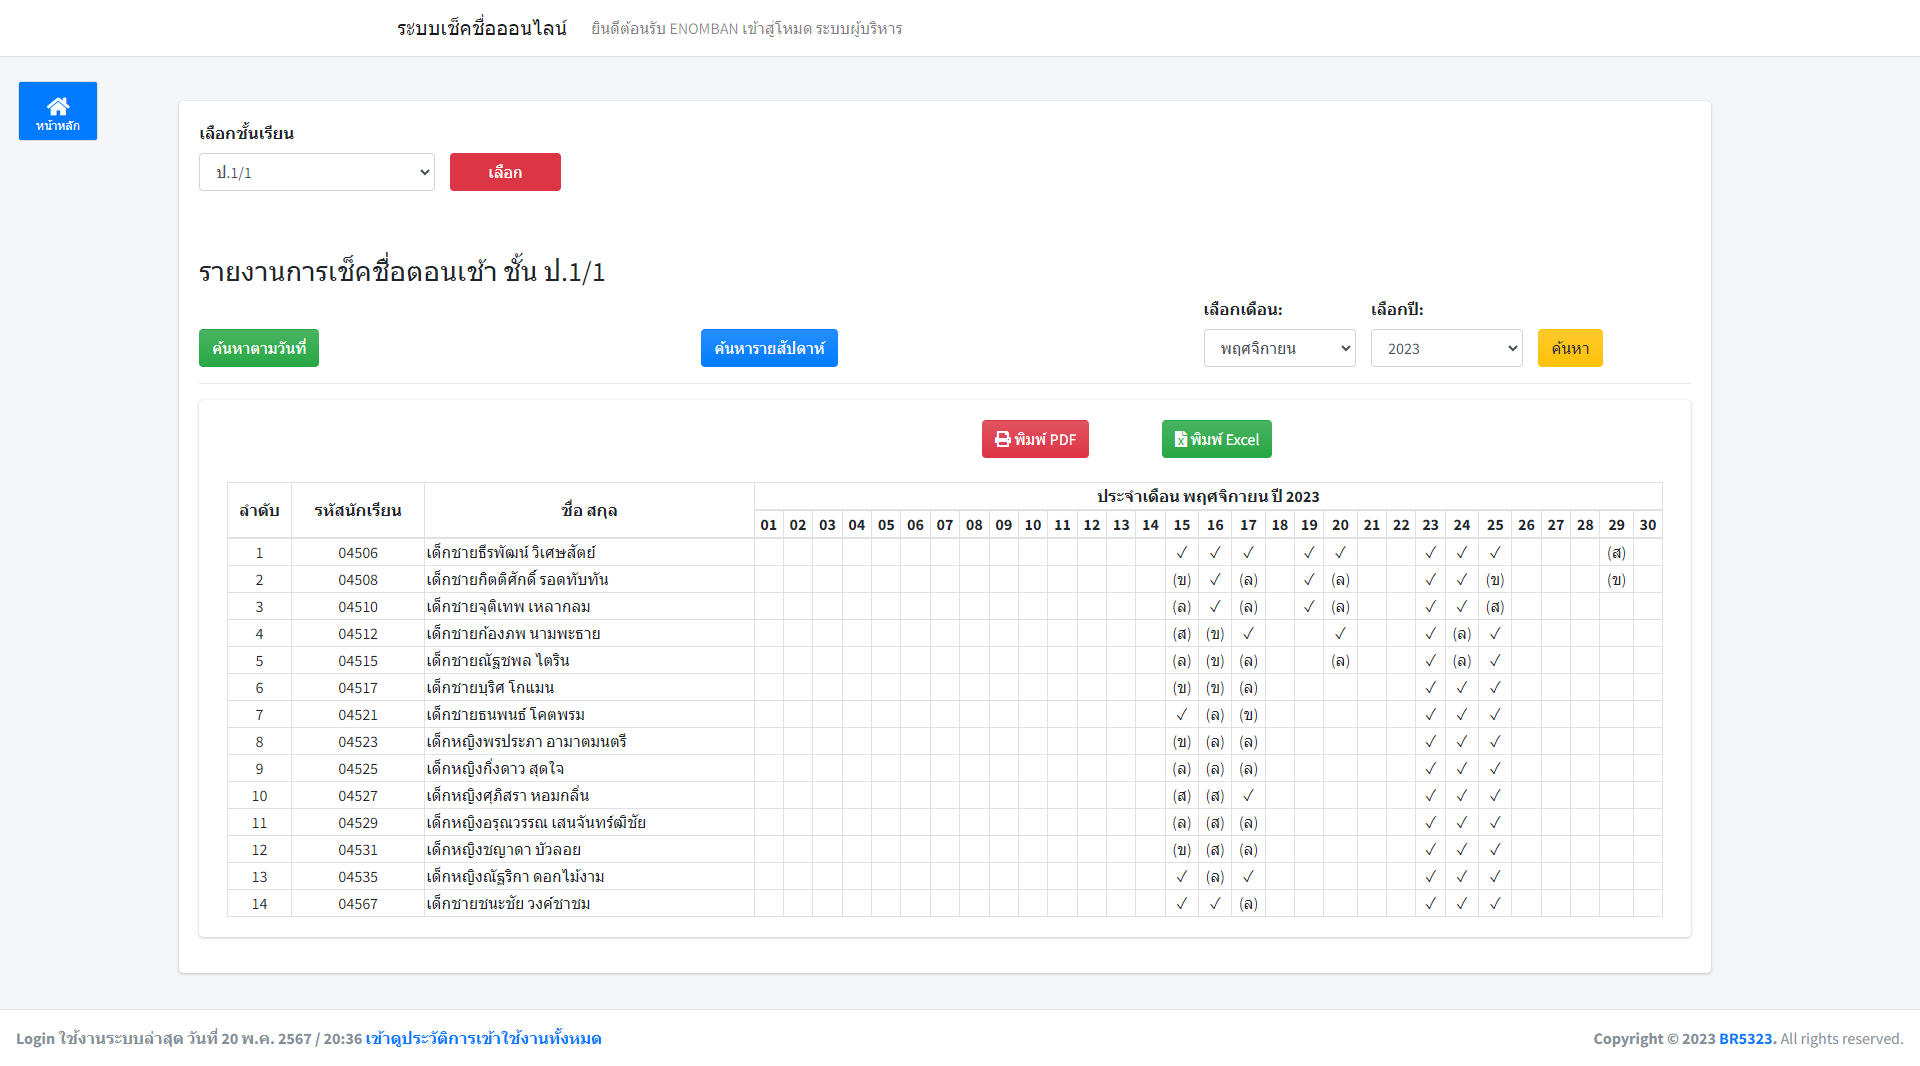 ระบบเช็คชื่อออนไลน์ ยินดีต้อนรับ ENOMBAN เข้าสู่โหมด ระบบผู้บริหาร
หน้าหลัก
เลือกชั้นเรียน
ป.1/1 เลือก
รายงานการเช็คชื่อตอนเช้า ชั้น ป.1/1
เลือกเดือน: เลือกปี:
ค้นหาตามวันที่ ค้นหารายสัปดาห์ พฤศจิกายน 2023 ค้นหา
พิมพ์ PDF พิมพ์ Excel
ลำดับ รหัสนักเรียน ชื่อ สกุล ประจำเดือน พฤศจิกายน ปี 2023
01 02 03 04 05 06 07 08 09 10 11 12 13 14 15 16 17 18 19 20 21 22 23 24 25 26 27 28 29 30
1 04506 เด็กชายธีรพัฒน์ วิเศษสัตย์ ✓ ✓ ✓ ✓ ✓ ✓ ✓ ✓ (ส)
2 04508 เด็กชายกิตติศักดิ์ รอดทับทัน (ข) ✓ (ล) ✓ (ล) ✓ ✓ (ข) (ข)
3 04510 เด็กชายจุติเทพ เหลากลม (ล) ✓ (ล) ✓ (ล) ✓ ✓ (ส)
4 04512 เด็กชายก้องภพ นามพะธาย (ส) (ข) ✓ ✓ ✓ (ล) ✓
5 04515 เด็กชายณัฐชพล ไตริน (ล) (ข) (ล) (ล) ✓ (ล) ✓
6 04517 เด็กชายบุริศ โกแมน (ข) (ข) (ล) ✓ ✓ ✓
7 04521 เด็กชายธนพนธ์ โคตพรม ✓ (ล) (ข) ✓ ✓ ✓
8 04523 เด็กหญิงพรประภา อามาตมนตรี (ข) (ล) (ล) ✓ ✓ ✓
9 04525 เด็กหญิงกิ่งดาว สุดใจ (ล) (ล) (ล) ✓ ✓ ✓
10 04527 เด็กหญิงศุภิสรา หอมกลิ่น (ส) (ส) ✓ ✓ ✓ ✓
11 04529 เด็กหญิงอรุณวรรณ เสนจันทร์ฒิชัย (ล) (ส) (ล) ✓ ✓ ✓
12 04531 เด็กหญิงชญาดา บัวลอย (ข) (ส) (ล) ✓ ✓ ✓
13 04535 เด็กหญิงณัฐริกา ดอกไม้งาม ✓ (ล) ✓ ✓ ✓ ✓
14 04567 เด็กชายชนะชัย วงค์ชาชม ✓ ✓ (ล) ✓ ✓ ✓
Login ใช้งานระบบล่าสุด วันที่ 20 พ.ค. 2567 / 20:36 เข้าดูประวัติการเข้าใช้งานทั้งหมด Copyright © 2023 BR5323. All rights reserved.